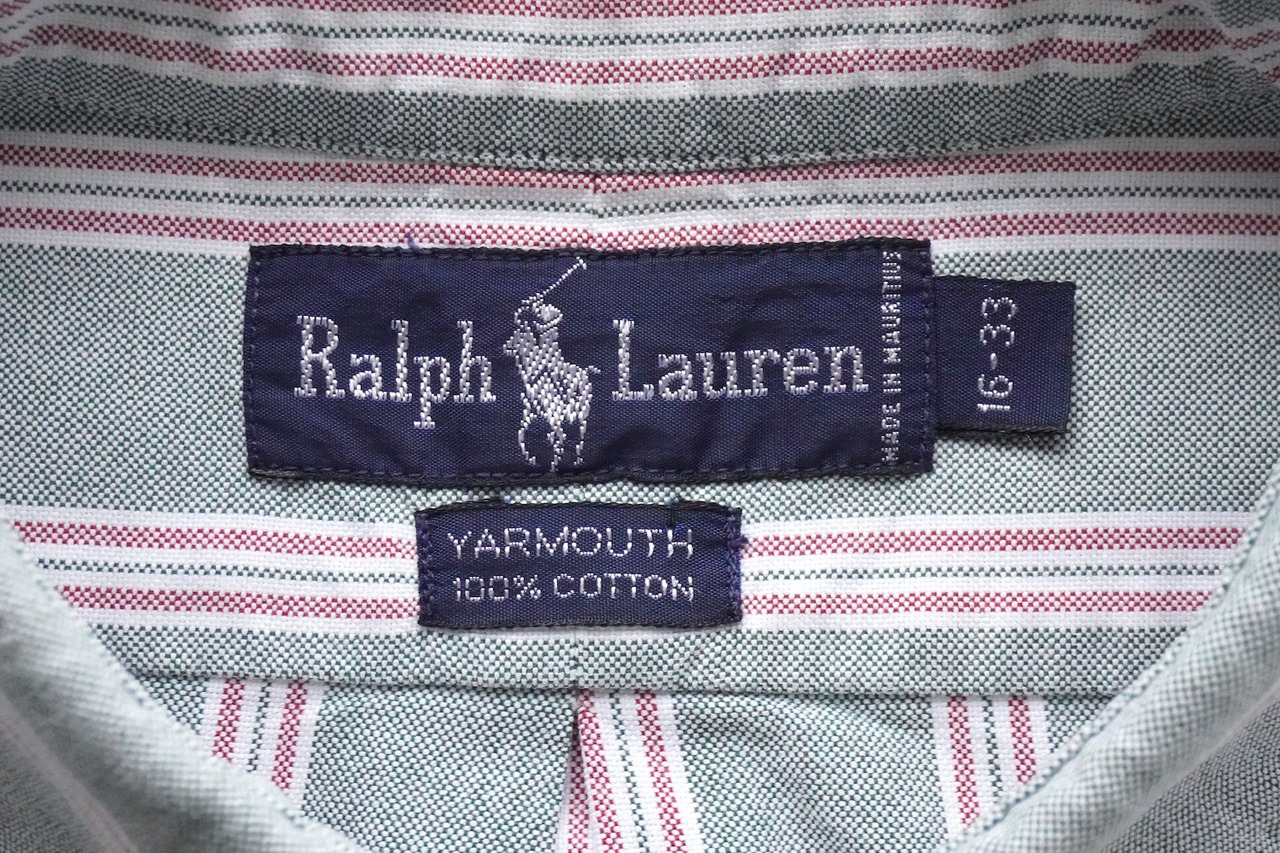 Ralph Lauren
MADE IN MAURITIUS
16-33
YARMOUTH
100% COTTON